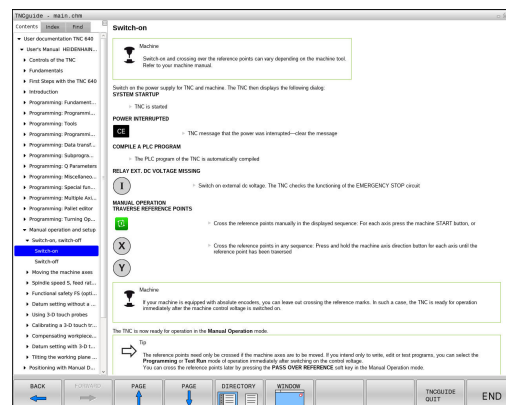 TNCguide - main.chm
Contents Index Find
User documentation TNC 640
User's Manual HEIDENHAIN...
Controls of the TNC
Fundamentals
First Steps with the TNC 640
Introduction
Programming: Fundament...
Programming: Programmi...
Programming: Tools
Programming: Programmi...
Programming: Data transf...
Programming: Subprogra...
Programming: Q Parameters
Programming: Miscellaneo...
Programming: Special fun...
Programming: Multiple Axi...
Programming: Pallet editor
Programming: Turning Op...
Manual operation and setup
Switch-on, switch-off
Switch-on
Switch-off
Moving the machine axes
Spindle speed S, feed rat...
Functional safety FS (opti...
Datum setting without a ...
Using 3-D touch probes
Calibrating a 3-D touch tr...
Compensating workpiece...
Datum setting with 3-D t...
Tilting the working plane ...
Positioning with Manual D...
Switch-on
Machine
Switch-on and crossing over the reference points can vary depending on the machine tool.
Refer to your machine manual.
Switch on the power supply for TNC and machine. The TNC then displays the following dialog:
SYSTEM STARTUP
TNC is started
POWER INTERRUPTED
CE
TNC message that the power was interrupted—clear the message
COMPILE A PLC PROGRAM
The PLC program of the TNC is automatically compiled
RELAY EXT. DC VOLTAGE MISSING
I
Switch on external dc voltage. The TNC checks the functioning of the EMERGENCY STOP circuit
MANUAL OPERATION
TRAVERSE REFERENCE POINTS
Cross the reference points manually in the displayed sequence: For each axis press the machine START button, or
X
Cross the reference points in any sequence: Press and hold the machine axis direction button for each axis until the
reference point has been traversed
Y
Machine
If your machine is equipped with absolute encoders, you can leave out crossing the reference marks. In such a case, the TNC is ready for operation
immediately after the machine control voltage is switched on.
The TNC is now ready for operation in the Manual Operation mode.
Tip
The reference points need only be crossed if the machine axes are to be moved. If you intend only to write, edit or test programs, you can select the
Programming or Test Run mode of operation immediately after switching on the control voltage.
You can cross the reference points later by pressing the PASS OVER REFERENCE soft key in the Manual Operation mode.
BACK FORWARD PAGE PAGE DIRECTORY WINDOW TNCGUIDE QUIT END